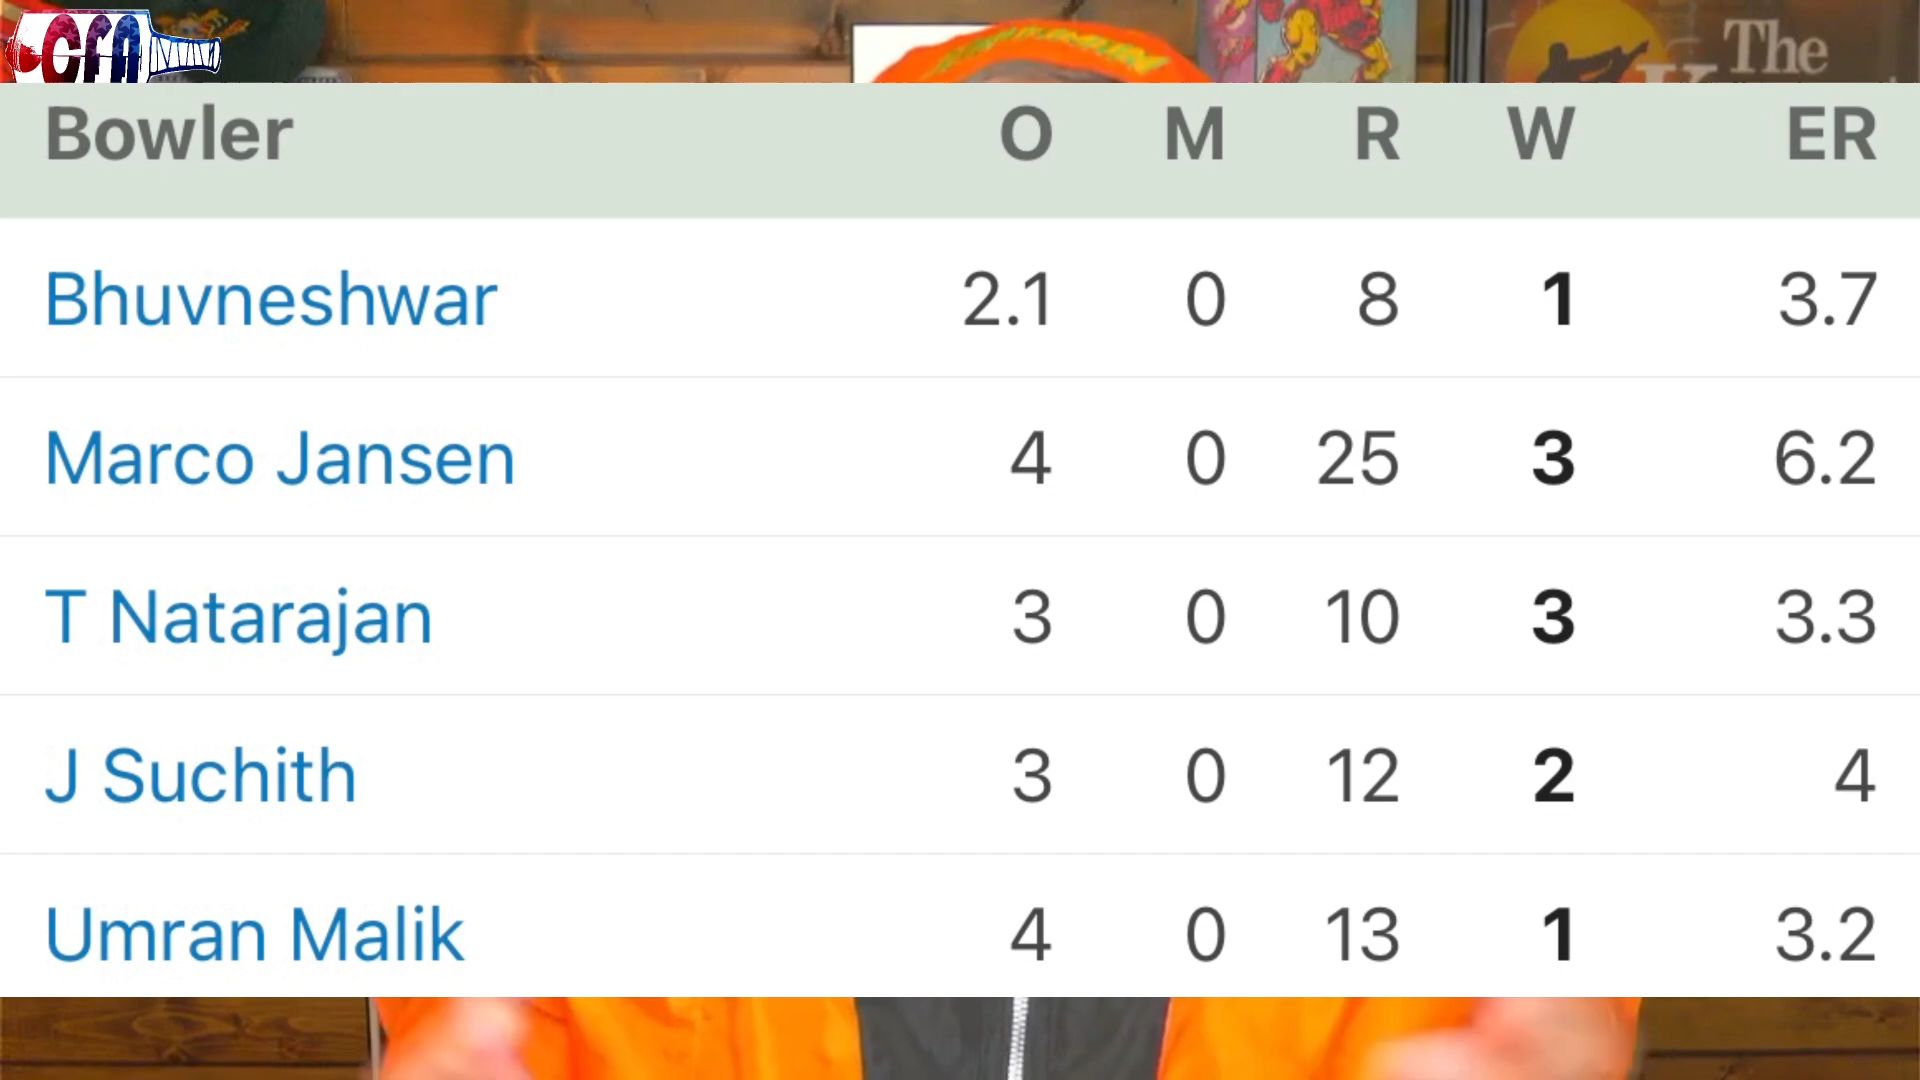 CFA
The
Bowler O M R W ER
Bhuvneshwar 2.1 0 8 1 3.7
Marco Jansen 4 0 25 3 6.2
T Natarajan 3 0 10 3 3.3
J Suchith 3 0 12 2 4
Umran Malik 4 0 13 1 3.2